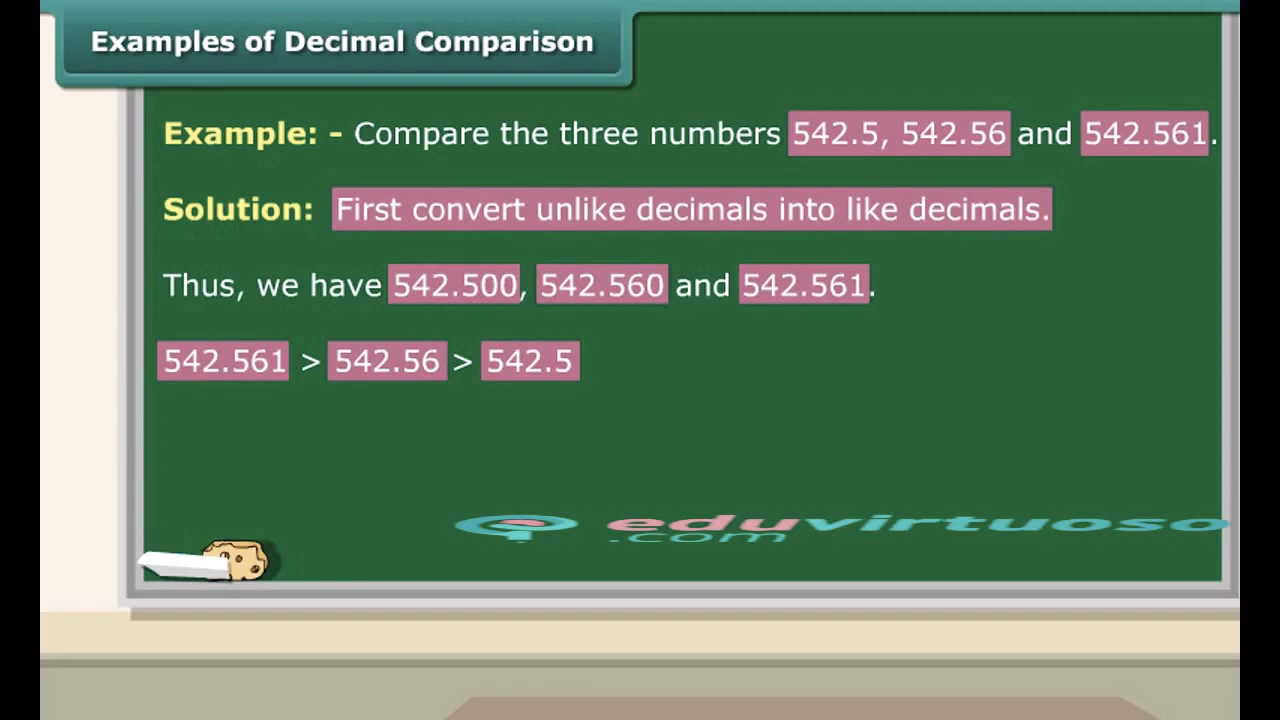 Examples of Decimal Comparison
Example: - Compare the three numbers 542.5, 542.56 and 542.561.
Solution: First convert unlike decimals into like decimals.
Thus, we have 542.500, 542.560 and 542.561.
542.561 > 542.56 > 542.5
eduvirtuoso
.com